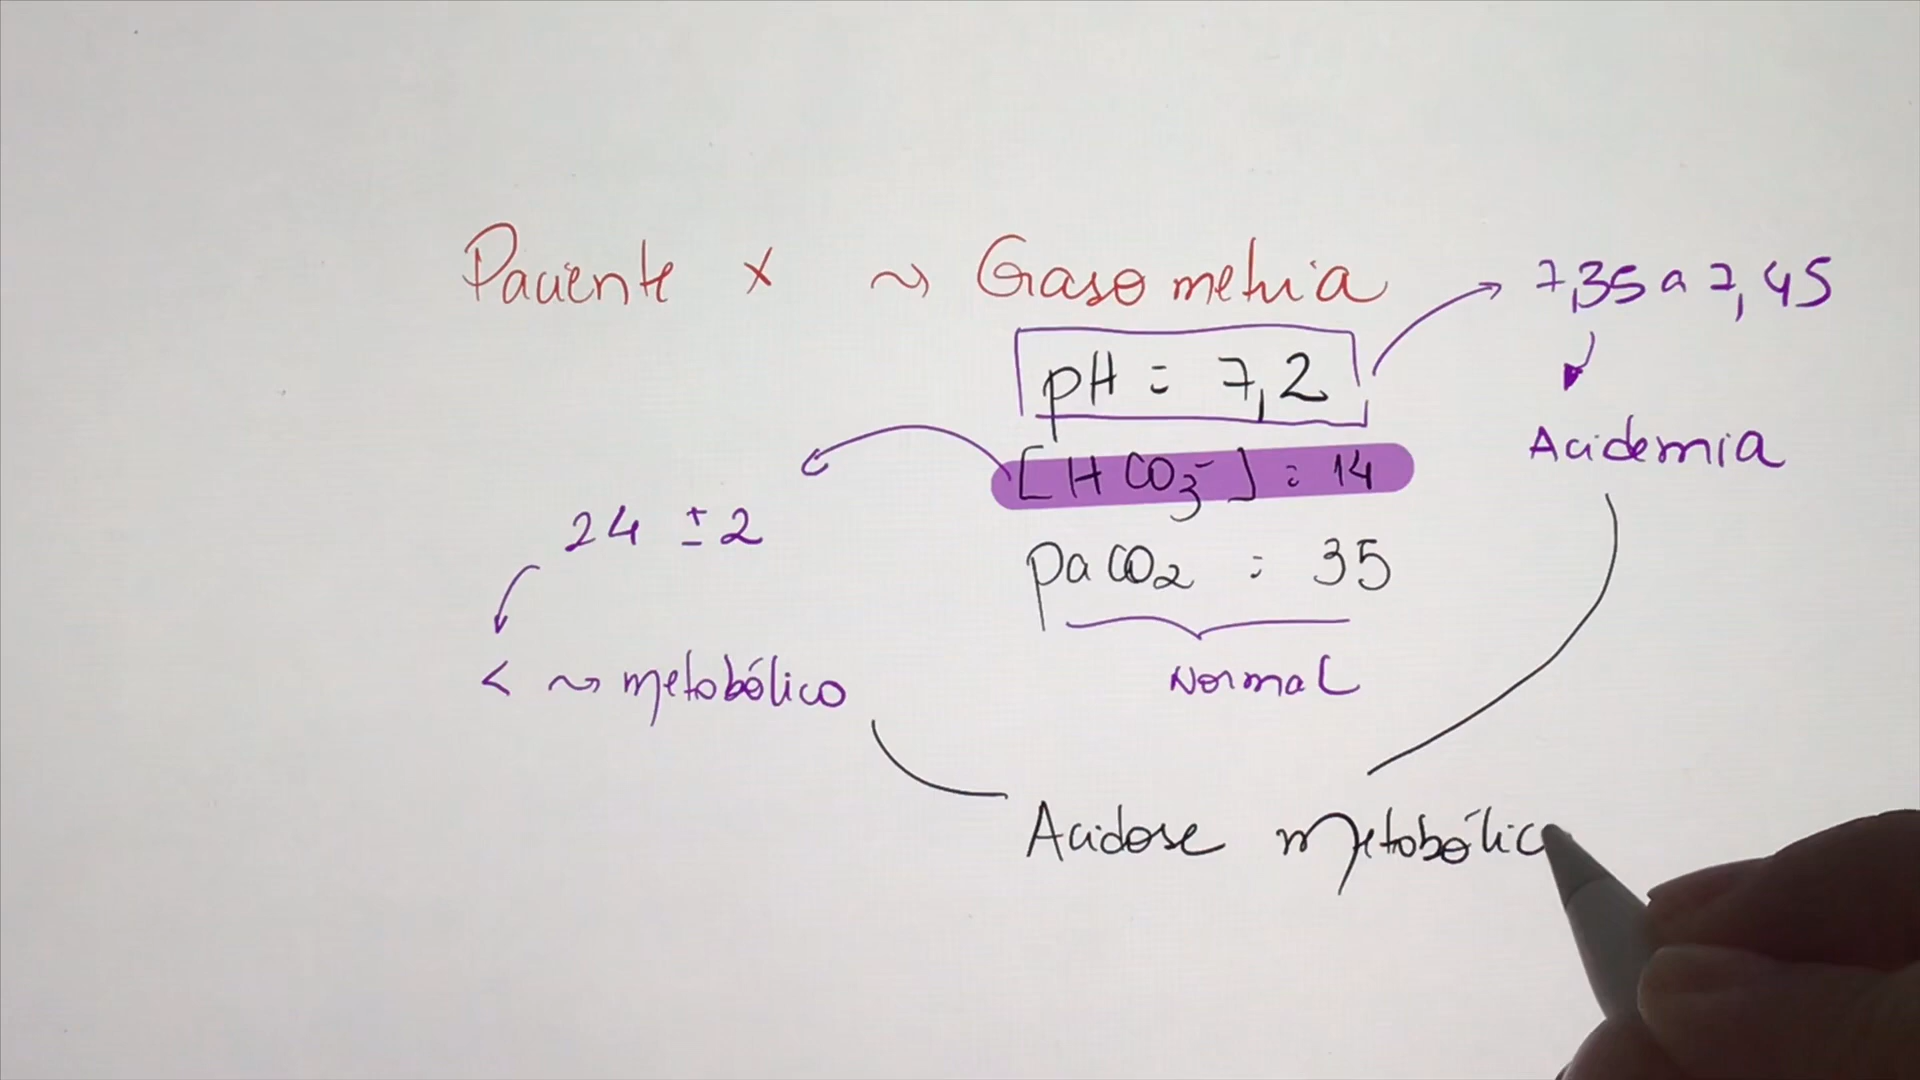 Paciente x ~> Gasometria
7,35 a 7,45
pH = 7,2
Acidemia
[HCO3-] = 14
24 ± 2
paCO2 = 35
< ~> metabólico
Normal
Acidose metabólic